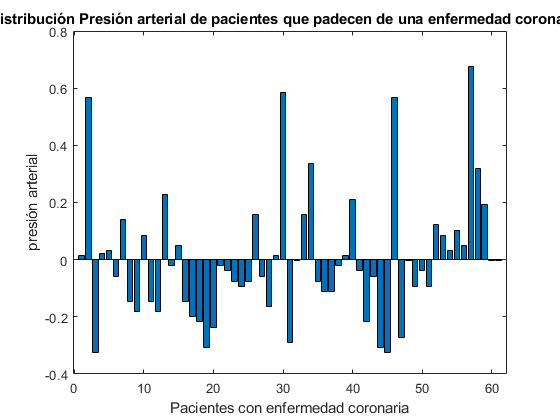 istribución Presión arterial de pacientes que padecen de una enfermedad corona
0.8
0.6
0.4
0.2
0
-0.2
-0.4
presión arterial
0 10 20 30 40 50 60
Pacientes con enfermedad coronaria